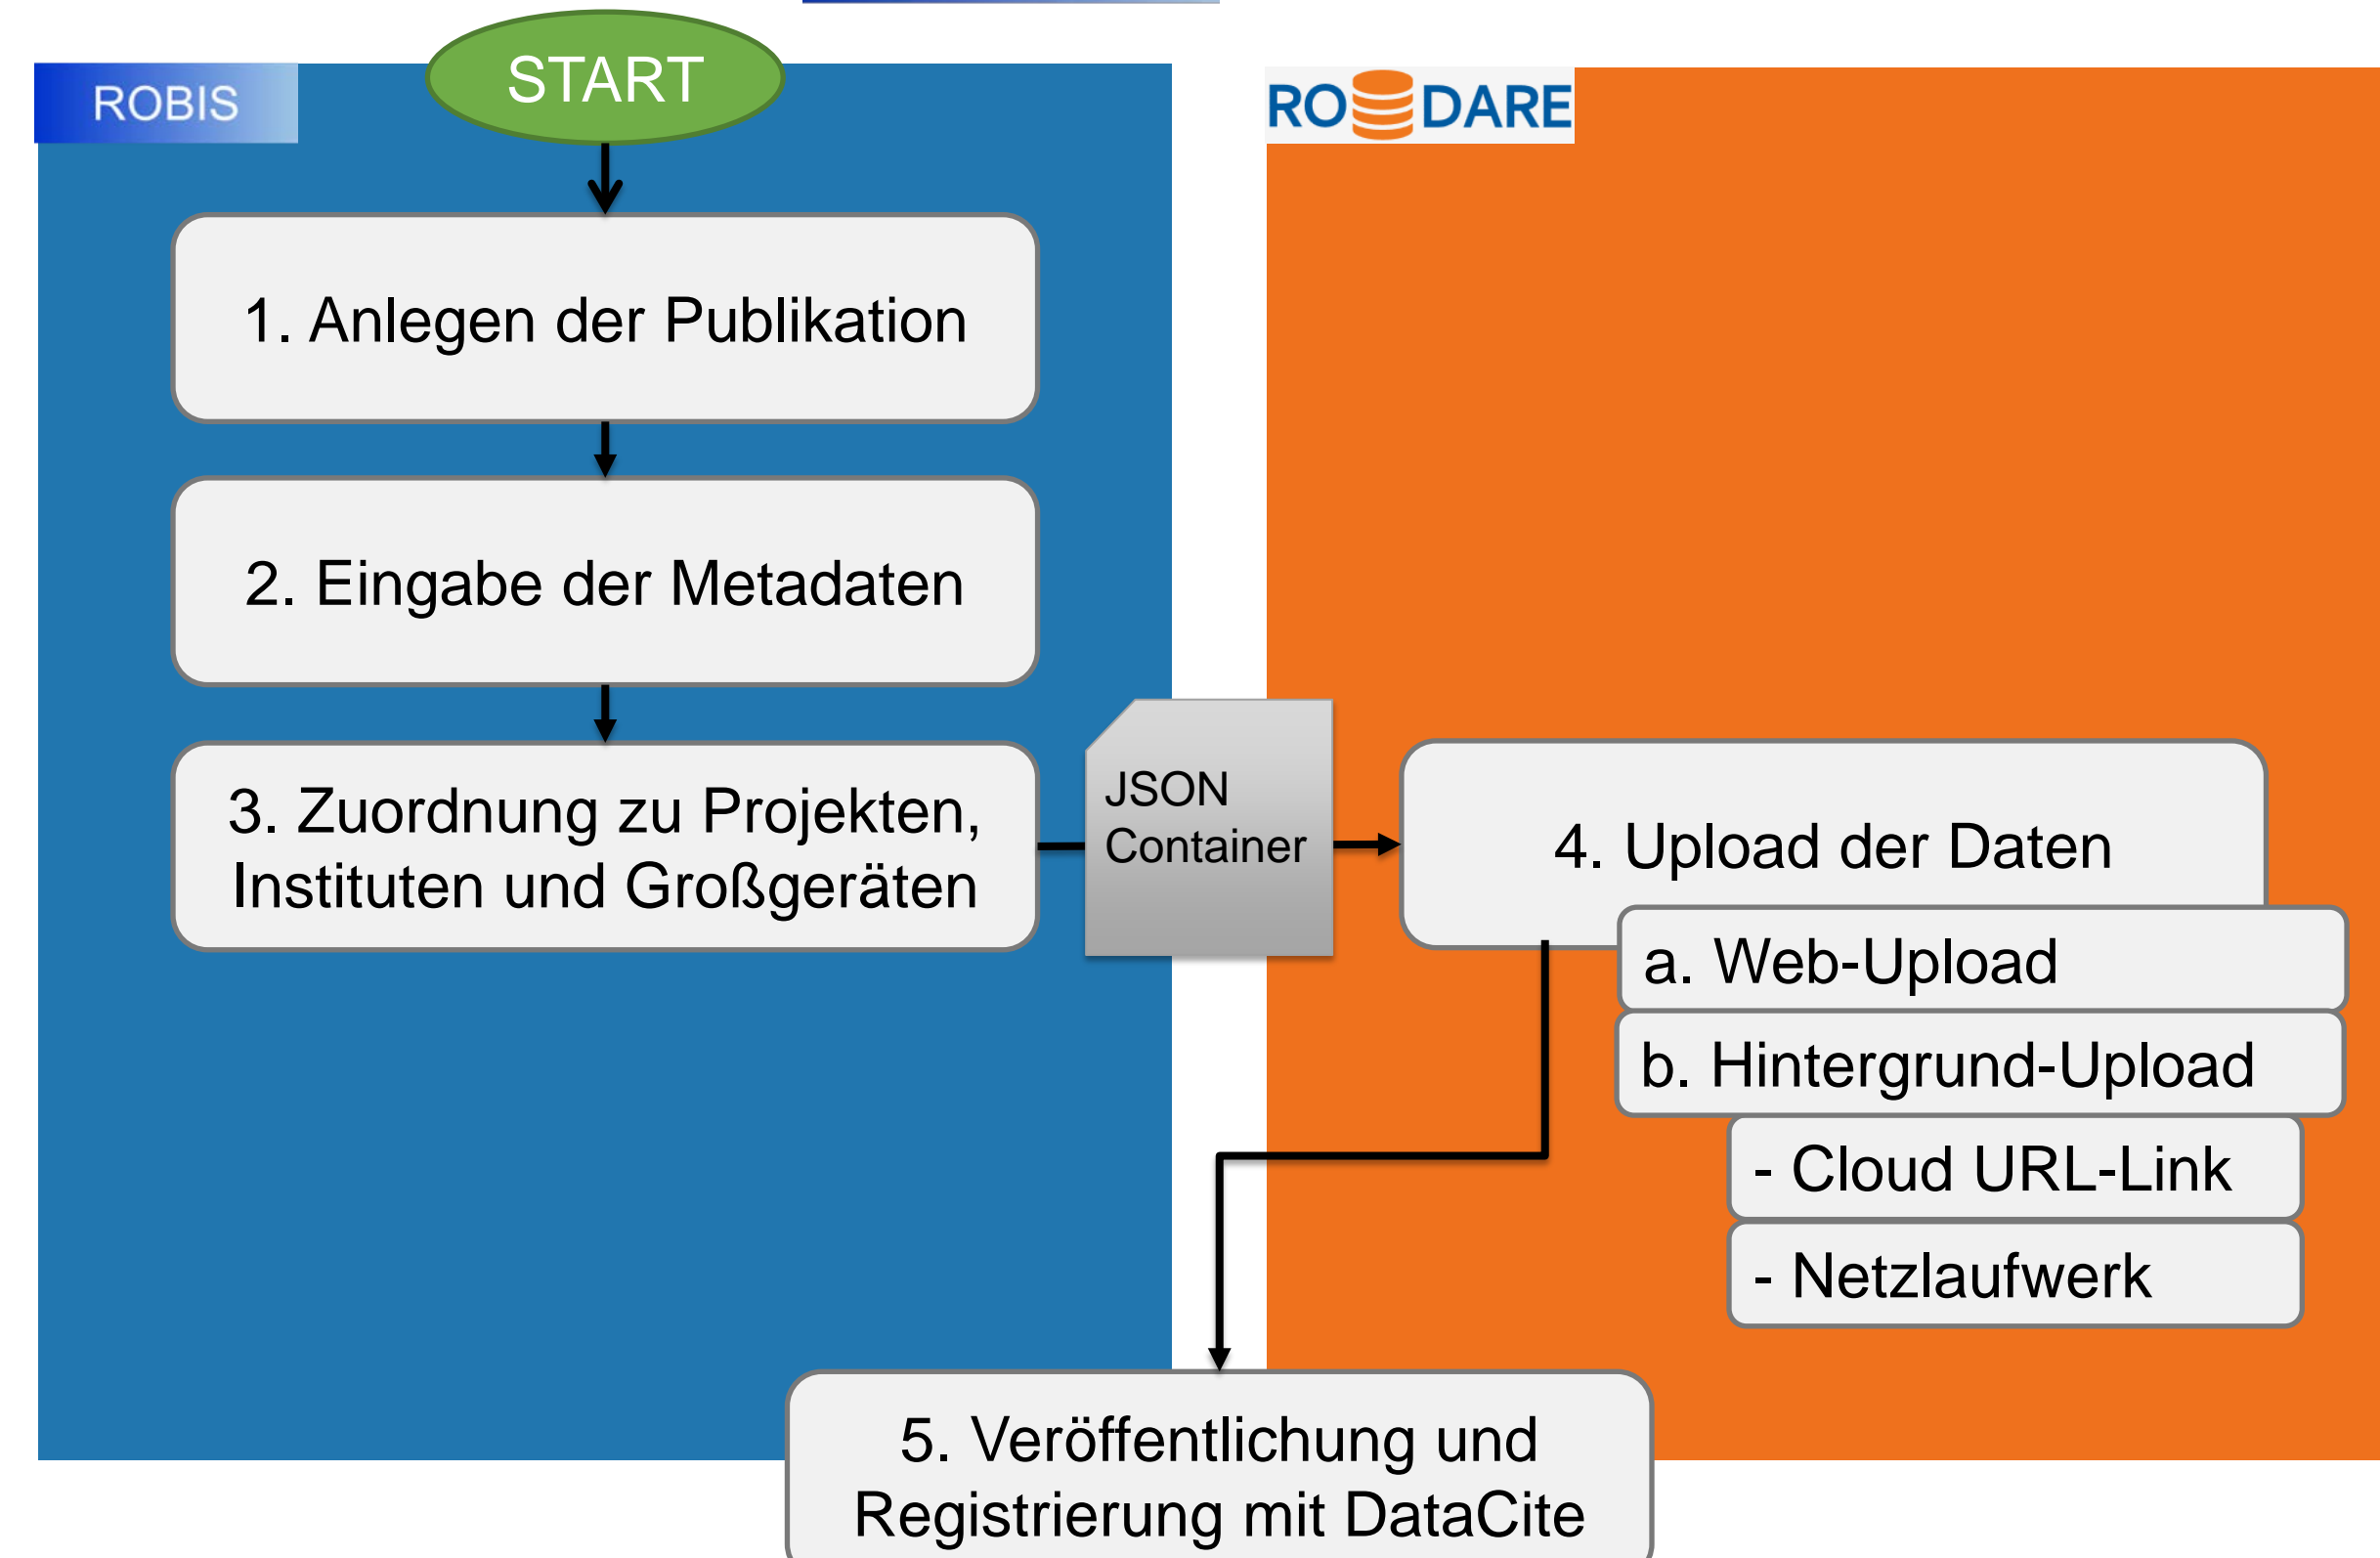 START
ROBIS
RODARE
1. Anlegen der Publikation
2. Eingabe der Metadaten
3. Zuordnung zu Projekten,
Instituten und Großgeräten
JSON
Container
4. Upload der Daten
a. Web-Upload
b. Hintergrund-Upload
- Cloud URL-Link
- Netzlaufwerk
5. Veröffentlichung und
Registrierung mit DataCite